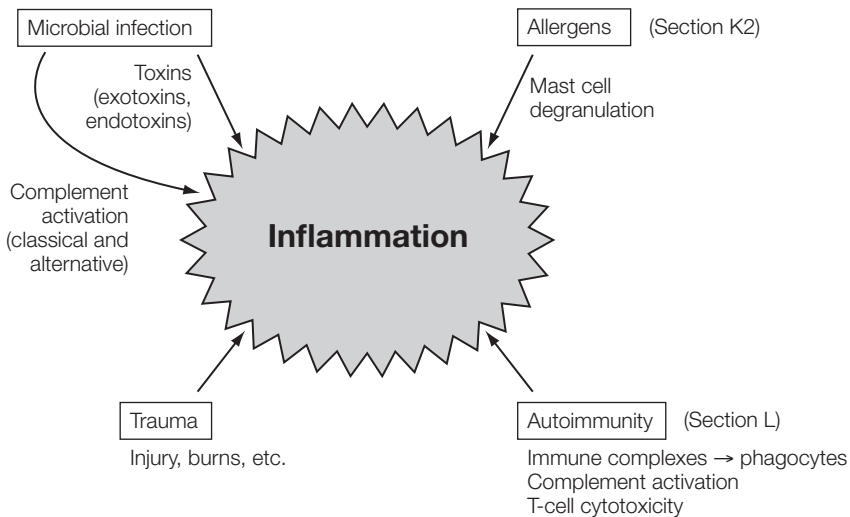 Microbial infection
Toxins
(exotoxins,
endotoxins)
Complement
activation
(classical and
alternative)
Allergens (Section K2)
Mast cell
degranulation
Inflammation
Trauma
Injury, burns, etc.
Autoimmunity (Section L)
Immune complexes → phagocytes
Complement activation
T-cell cytotoxicity